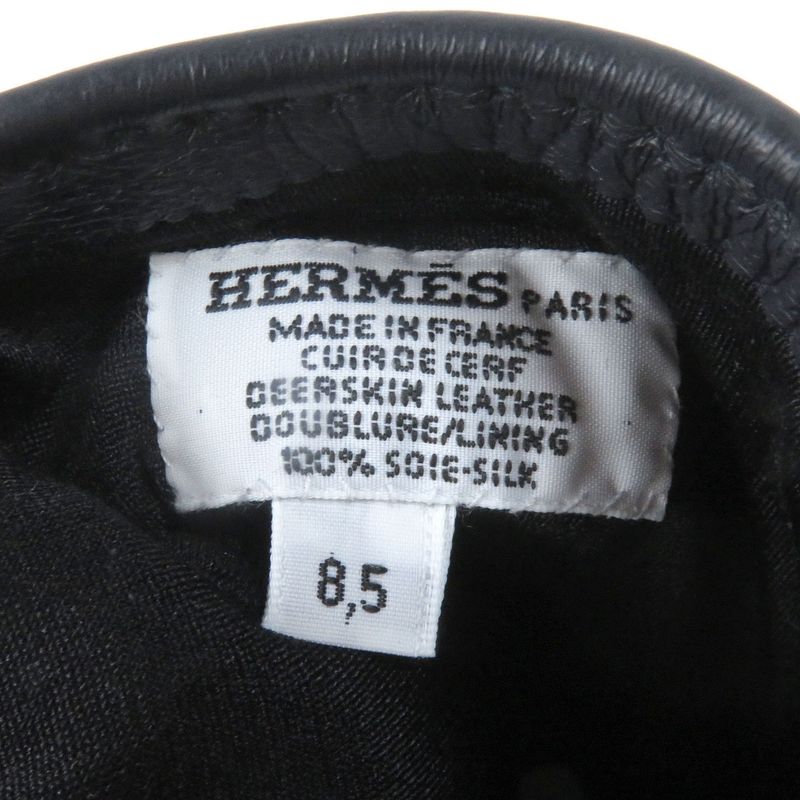 HERMÈS PARIS
MADE IN FRANCE
CUIR DE CERF
DEERSKIN LEATHER
DOUBLURE/LINING
100% SOIE-SILK
8,5